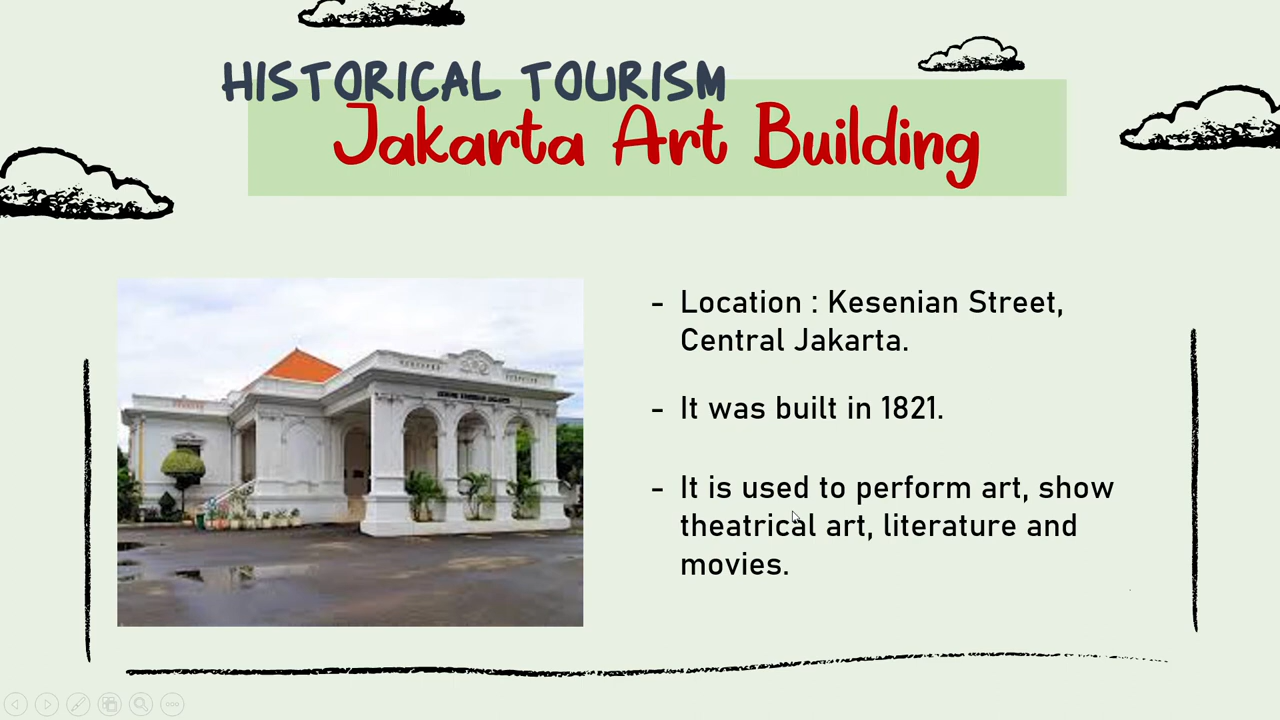 HISTORICAL TOURISM
Jakarta Art Building
- Location : Kesenian Street,
Central Jakarta.
- It was built in 1821.
- It is used to perform art, show
theatrical art, literature and
movies.